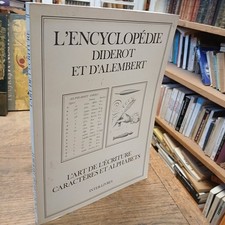 L'ENCYCLOPÉDIE
DIDEROT
ET D'ALEMBERT
L'ART DE L'ÉCRITURE
CARACTÈRES ET ALPHABETS